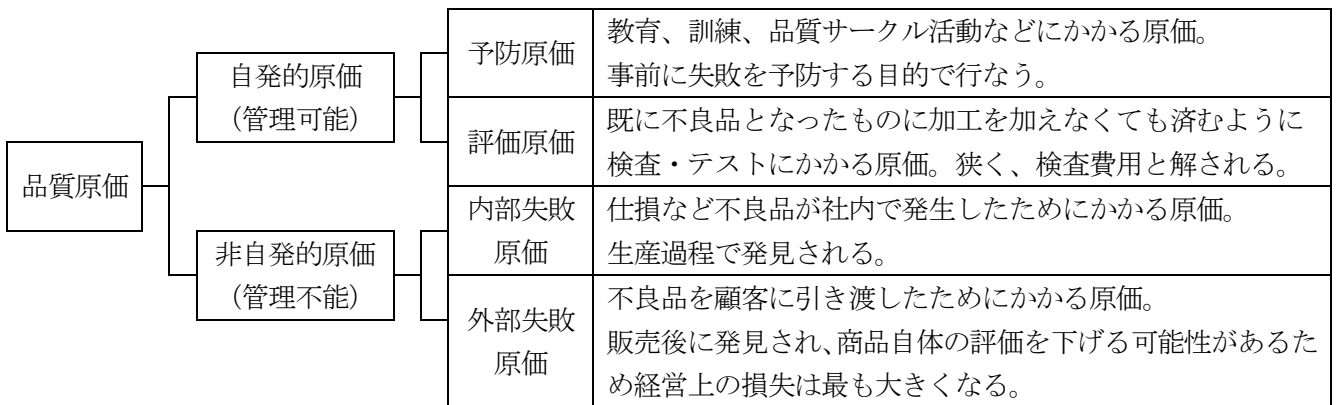 品質原価
自発的原価
(管理可能)
予防原価
教育、訓練、品質サークル活動などにかかる原価。
事前に失敗を予防する目的で行なう。
評価原価
既に不良品となったものに加工を加えなくても済むように
検査・テストにかかる原価。狭く、検査費用と解される。
非自発的原価
(管理不能)
内部失敗
原価
仕損など不良品が社内で発生したためにかかる原価。
生産過程で発見される。
外部失敗
原価
不良品を顧客に引き渡したためにかかる原価。
販売後に発見され、商品自体の評価を下げる可能性があるた
め経営上の損失は最も大きくなる。